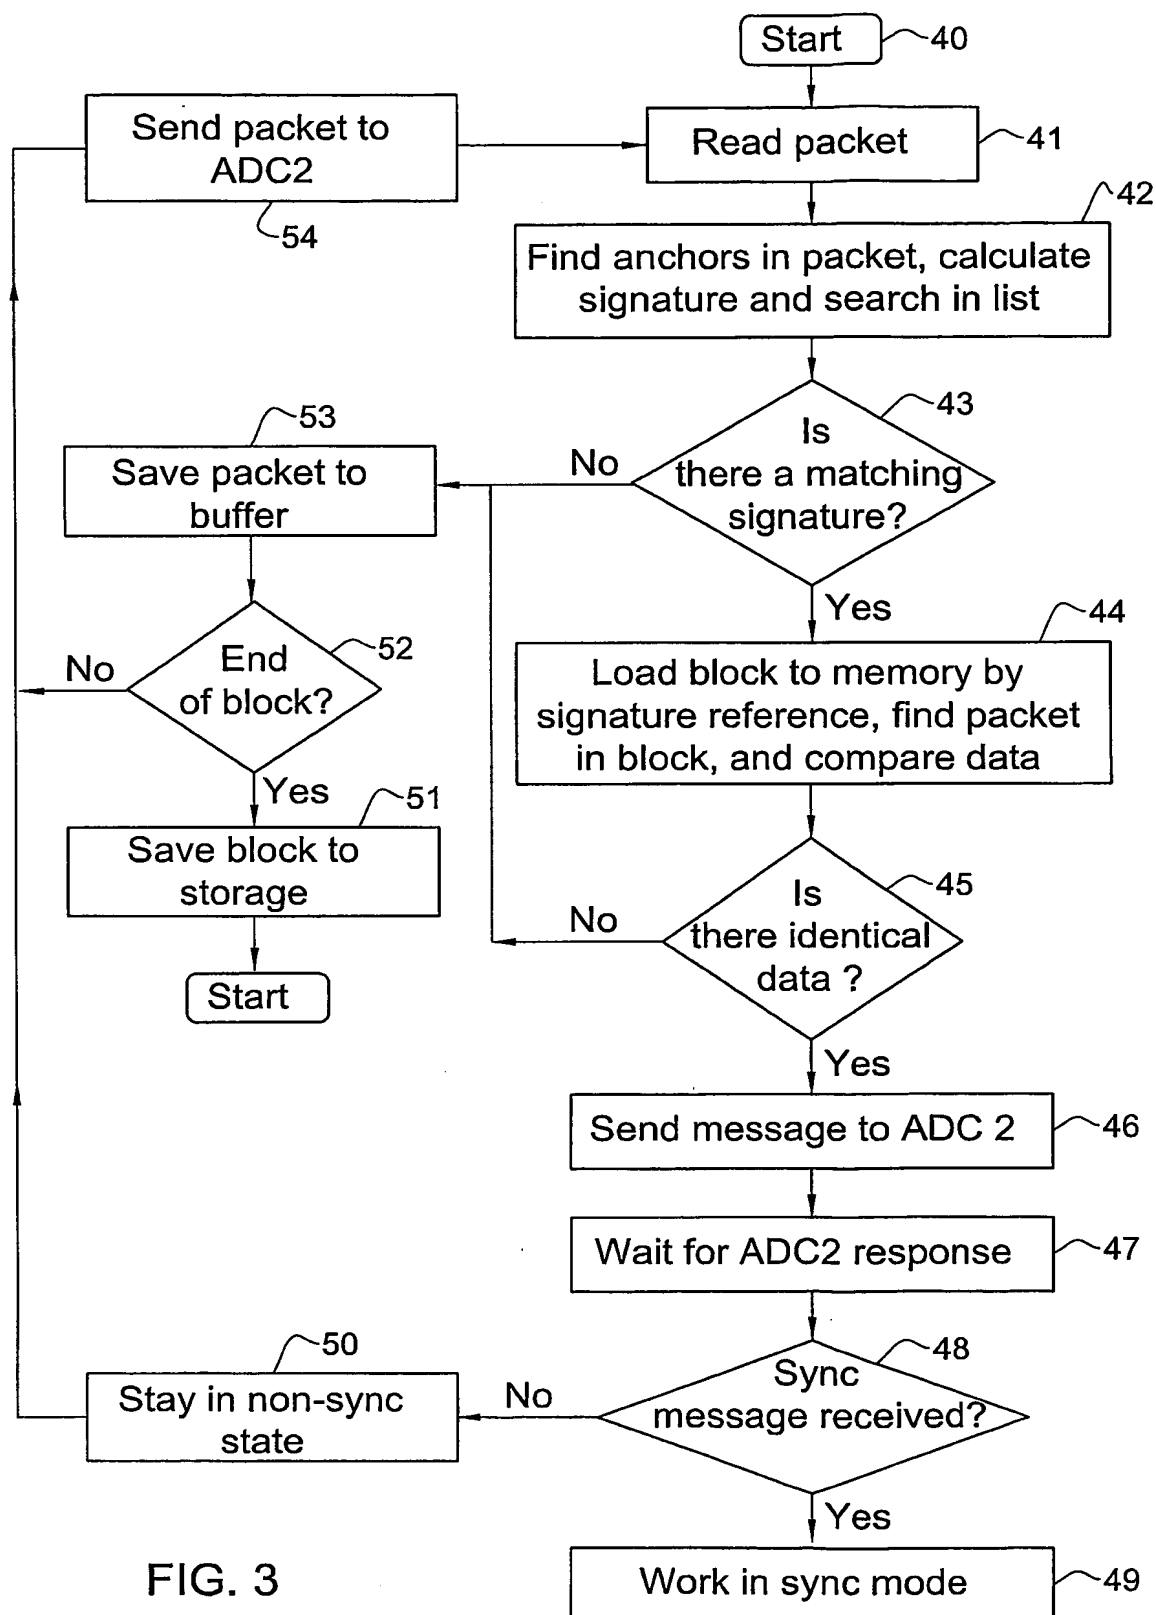 Start
40
Send packet to
ADC2
54
Read packet
41
42
Find anchors in packet, calculate
signature and search in list
43
Is
there a matching
signature?
No
53
Save packet to
buffer
Yes
44
Load block to memory by
signature reference, find packet
in block, and compare data
52
End
of block?
No
Yes
51
Save block to
storage
Start
45
Is
there identical
data ?
No
Yes
Send message to ADC 2
46
Wait for ADC2 response
47
48
Sync
message received?
No
50
Stay in non-sync
state
Yes
Work in sync mode
49
FIG. 3